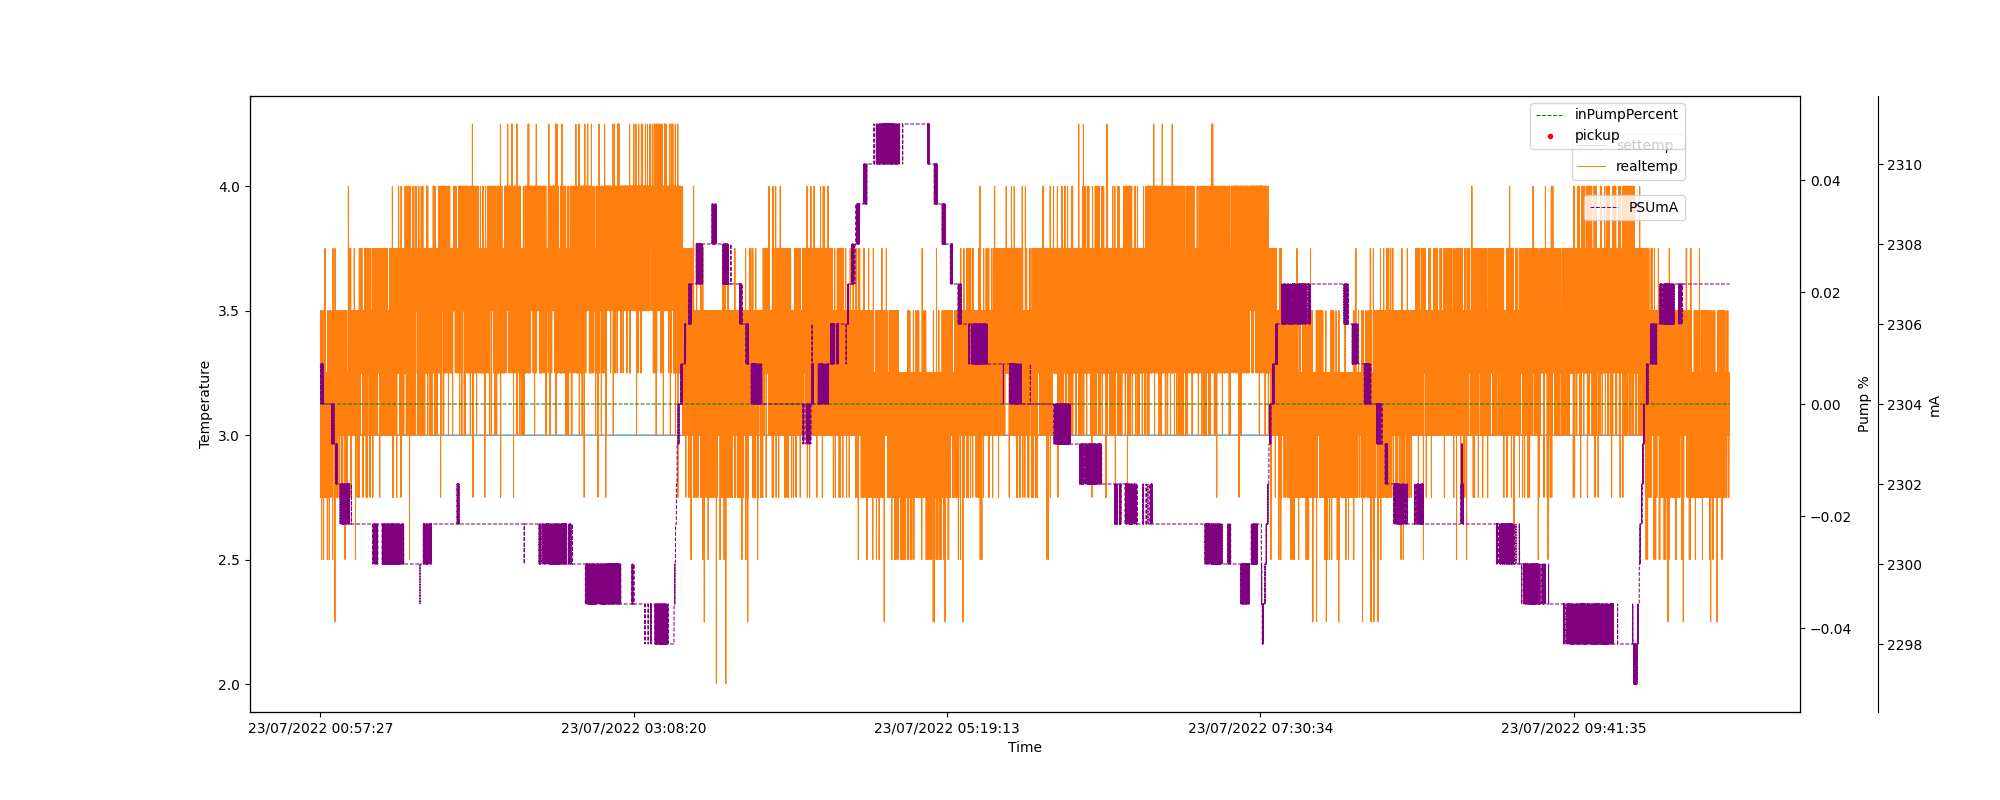 inPumpPercent
pickup
settemp
realtemp
PSUmA
4.0
3.5
3.0
2.5
2.0
Temperature
0.04
0.02
0.00
−0.02
−0.04
Pump %
2310
2308
2306
2304
2302
2300
2298
mA
23/07/2022 00:57:27
23/07/2022 03:08:20
23/07/2022 05:19:13
23/07/2022 07:30:34
23/07/2022 09:41:35
Time